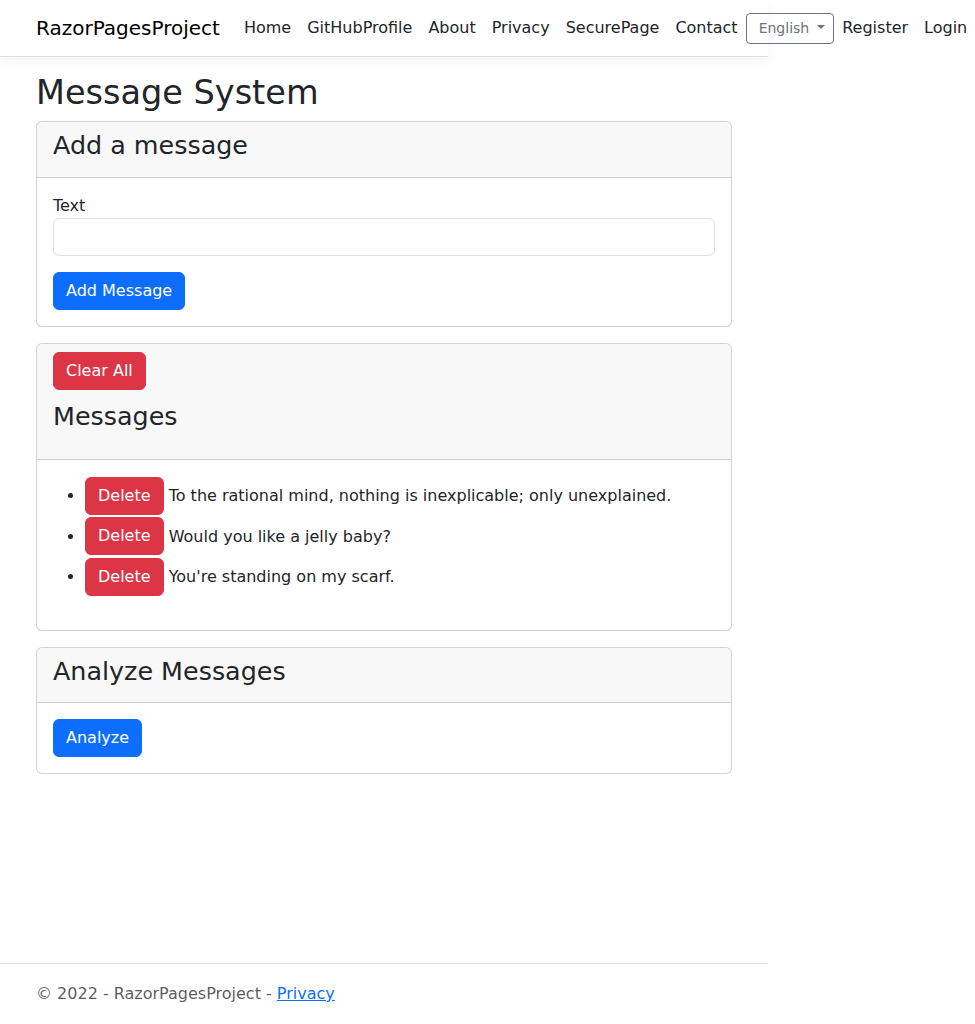 RazorPagesProject Home GitHubProfile About Privacy SecurePage Contact English Register Login
Message System
Add a message
Text
Add Message
Clear All
Messages
Delete To the rational mind, nothing is inexplicable; only unexplained.
Delete Would you like a jelly baby?
Delete You're standing on my scarf.
Analyze Messages
Analyze
© 2022 - RazorPagesProject - Privacy